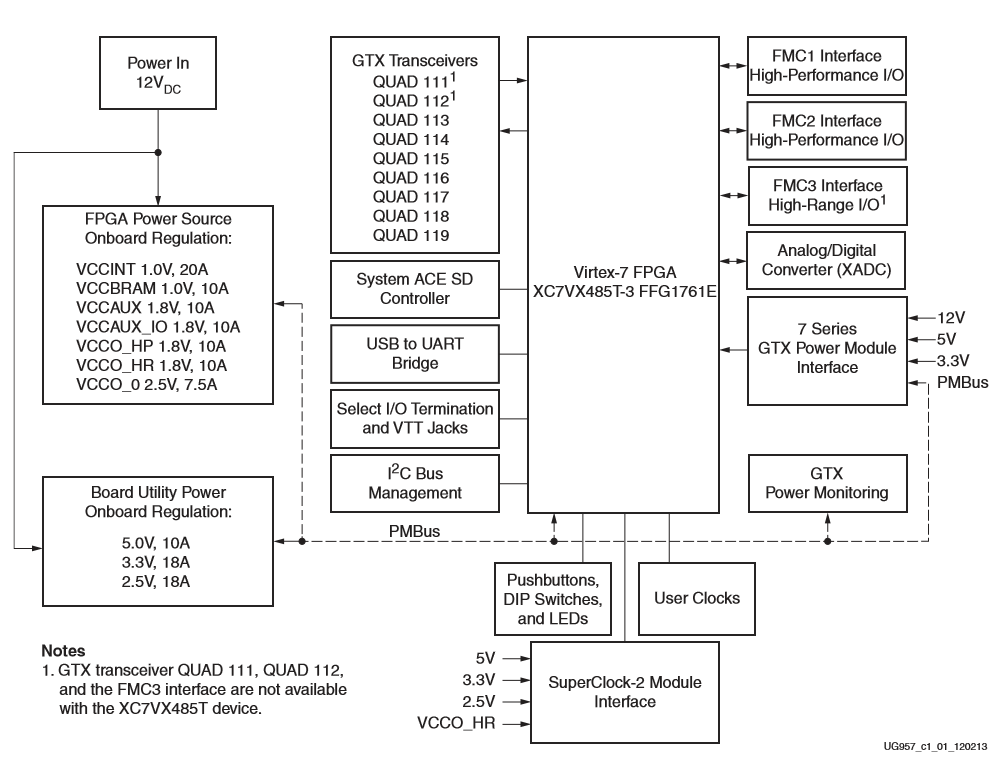 Power In
12VDC
FPGA Power Source
Onboard Regulation:
VCCINT 1.0V, 20A
VCCBRAM 1.0V, 10A
VCCAUX 1.8V, 10A
VCCAUX_IO 1.8V, 10A
VCCO_HP 1.8V, 10A
VCCO_HR 1.8V, 10A
VCCO_0 2.5V, 7.5A
Board Utility Power
Onboard Regulation:
5.0V, 10A
3.3V, 18A
2.5V, 18A
GTX Transceivers
QUAD 111¹
QUAD 112¹
QUAD 113
QUAD 114
QUAD 115
QUAD 116
QUAD 117
QUAD 118
QUAD 119
System ACE SD
Controller
USB to UART
Bridge
Select I/O Termination
and VTT Jacks
I²C Bus
Management
PMBus
Virtex-7 FPGA
XC7VX485T-3 FFG1761E
FMC1 Interface
High-Performance I/O
FMC2 Interface
High-Performance I/O
FMC3 Interface
High-Range I/O¹
Analog/Digital
Converter (XADC)
7 Series
GTX Power Module
Interface
12V
5V
3.3V
PMBus
GTX
Power Monitoring
Pushbuttons,
DIP Switches,
and LEDs
User Clocks
5V
3.3V
2.5V
VCCO_HR
SuperClock-2 Module
Interface
Notes
1. GTX transceiver QUAD 111, QUAD 112,
and the FMC3 interface are not available
with the XC7VX485T device.
UG957_c1_01_120213